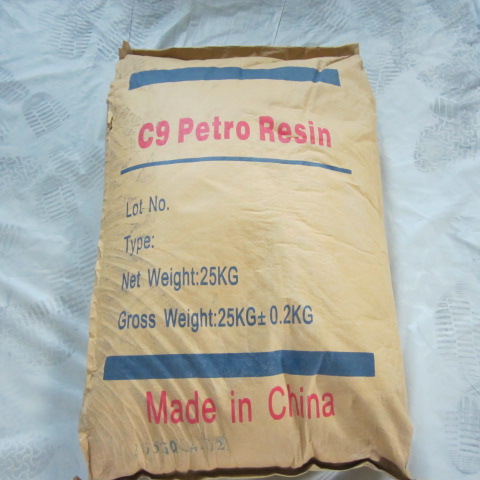 C9 Petro Resin
Lot No.
Type:
Net Weight:25KG
Gross Weight:25KG± 0.2KG
Made in China